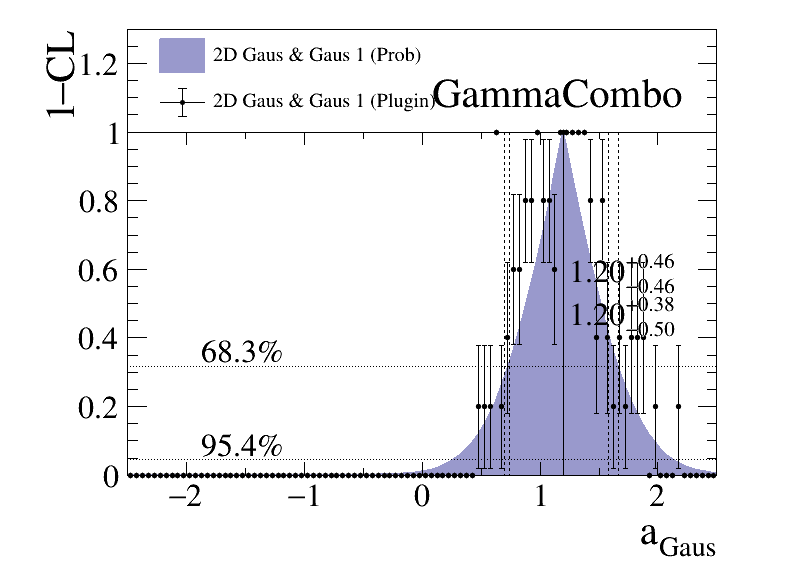 1–CL
2D Gaus & Gaus 1 (Prob)
2D Gaus & Gaus 1 (Plugin)
GammaCombo
1.2
1
0.8
0.6
0.4
0.2
0
1.20 +0.46 −0.46
1.20 +0.38 −0.50
68.3%
95.4%
−2 −1 0 1 2
a Gaus